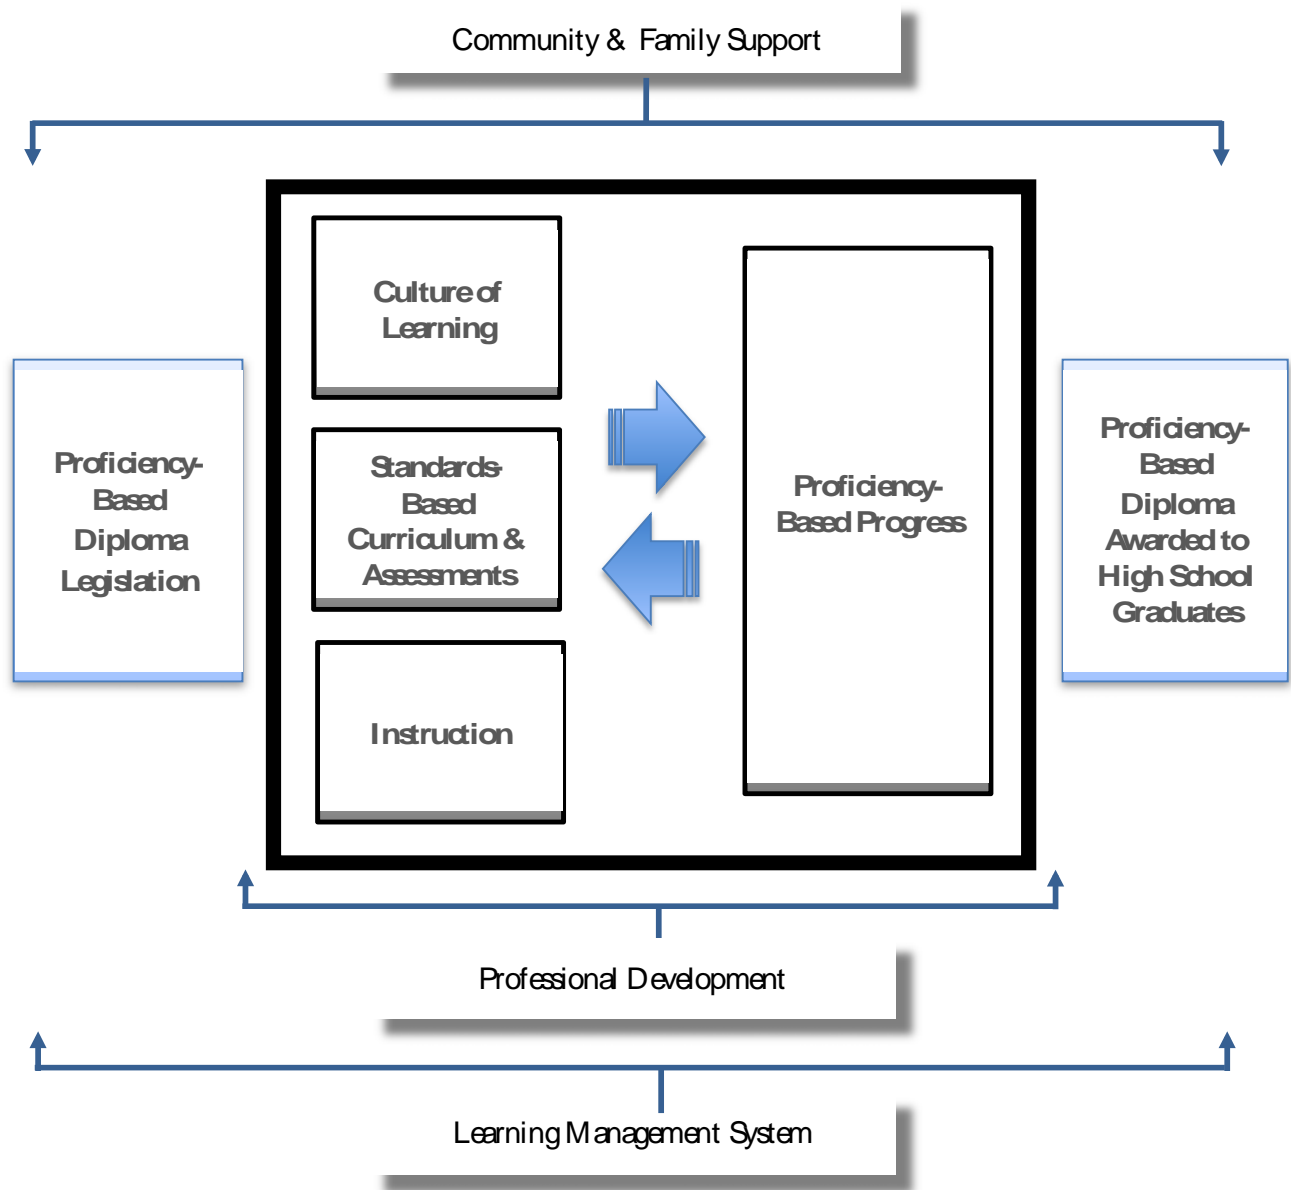 Community & Family Support
Culture of
Learning
Proficiency-
Based
Diploma
Legislation
Standards-
Based
Curriculum &
Assessments
Instruction
Proficiency-
Based Progress
Proficiency-
Based
Diploma
Awarded to
High School
Graduates
Professional Development
Learning Management System